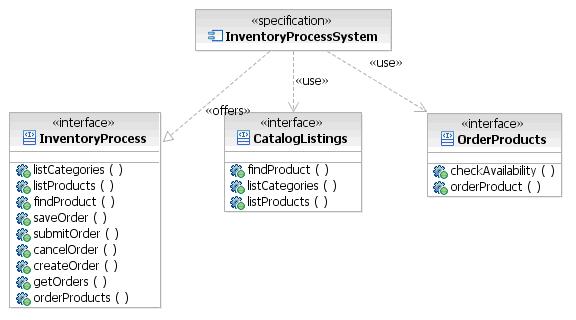 «specification»
InventoryProcessSystem
«use»
«use»
«offers»
«interface»
InventoryProcess
listCategories ( )
listProducts ( )
findProduct ( )
saveOrder ( )
submitOrder ( )
cancelOrder ( )
createOrder ( )
getOrders ( )
orderProducts ( )
«interface»
CatalogListings
findProduct ( )
listCategories ( )
listProducts ( )
«interface»
OrderProducts
checkAvailability ( )
orderProduct ( )